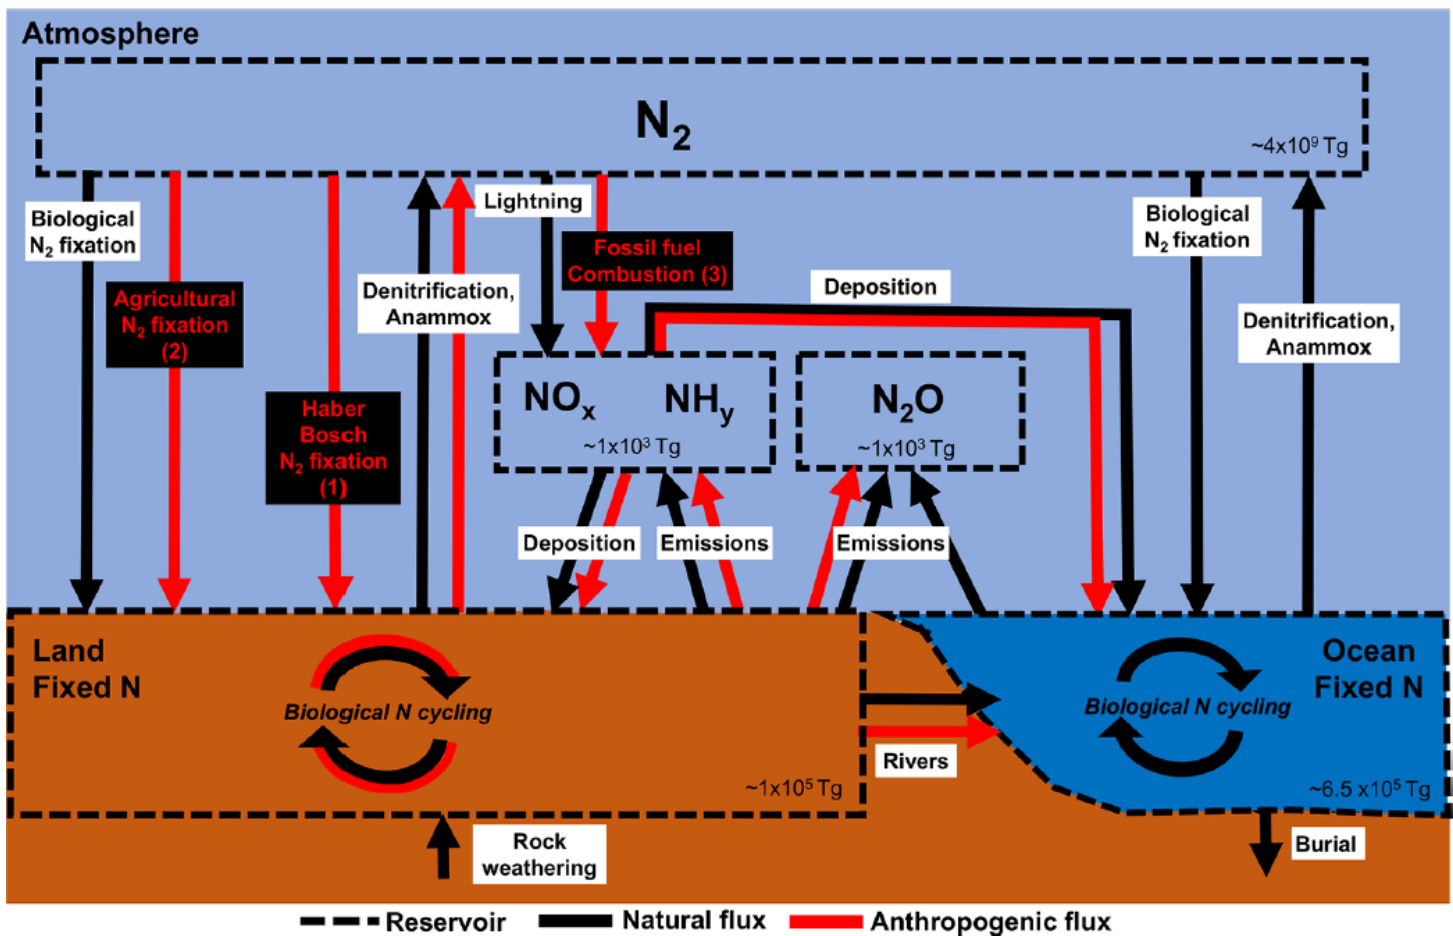 Atmosphere
N₂
~4x10⁹ Tg
Biological
N₂ fixation
Agricultural
N₂ fixation
(2)
Haber
Bosch
N₂ fixation
(1)
Denitrification,
Anammox
Lightning
Fossil fuel
Combustion (3)
Deposition
Biological
N₂ fixation
Denitrification,
Anammox
NOₓ NHᵧ
~1x10³ Tg
N₂O
~1x10³ Tg
Deposition
Emissions
Emissions
Land
Fixed N
Biological N cycling
~1x10⁵ Tg
Rivers
Ocean
Fixed N
Biological N cycling
~6.5 x10⁵ Tg
Rock
weathering
Burial
Reservoir Natural flux Anthropogenic flux